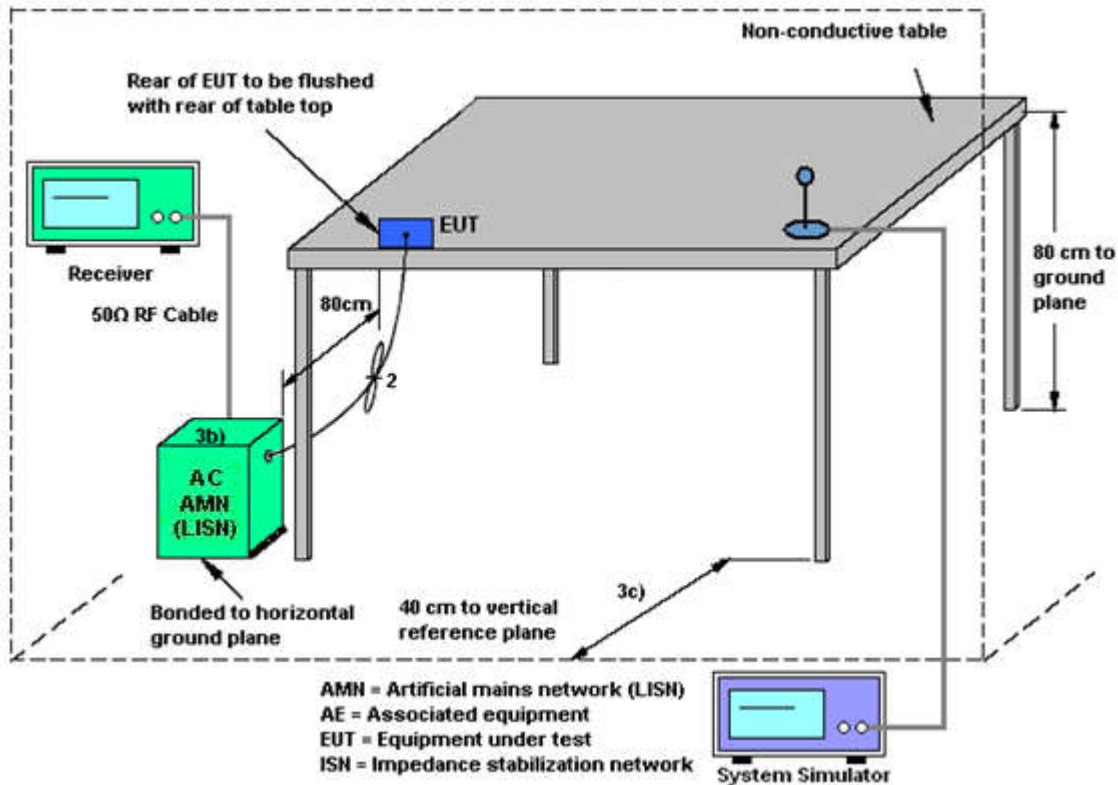 Non-conductive table
Rear of EUT to be flushed
with rear of table top
EUT
Receiver
80cm
80 cm to
ground
plane
50Ω RF Cable
2
3b)
AC
AMN
(LISN)
Bonded to horizontal
ground plane
40 cm to vertical
reference plane
3c)
AMN = Artificial mains network (LISN)
AE = Associated equipment
EUT = Equipment under test
ISN = Impedance stabilization network
System Simulator